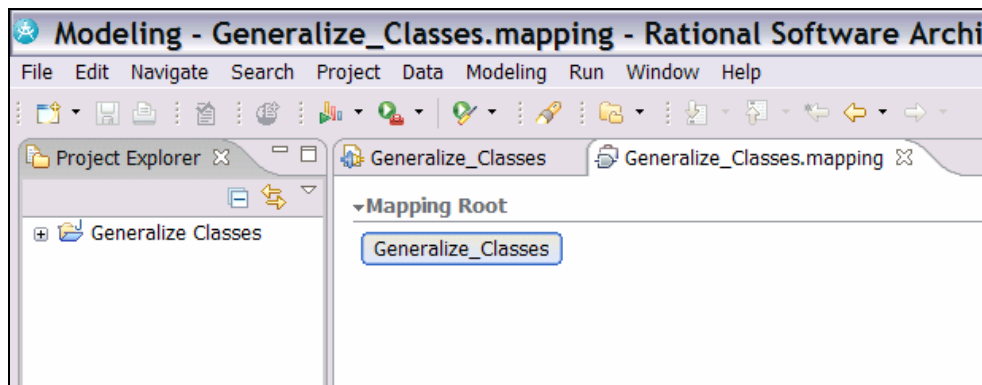 Modeling - Generalize_Classes.mapping - Rational Software Archi
File Edit Navigate Search Project Data Modeling Run Window Help
Project Explorer
Generalize_Classes
Generalize_Classes.mapping
Mapping Root
Generalize Classes
Generalize_Classes